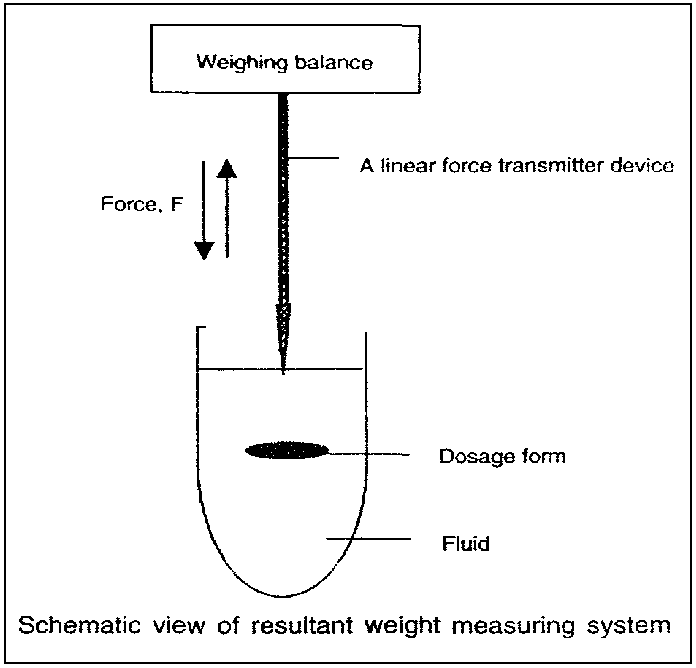 Weighing balance
A linear force transmitter device
Force, F
Dosage form
Fluid
Schematic view of resultant weight measuring system